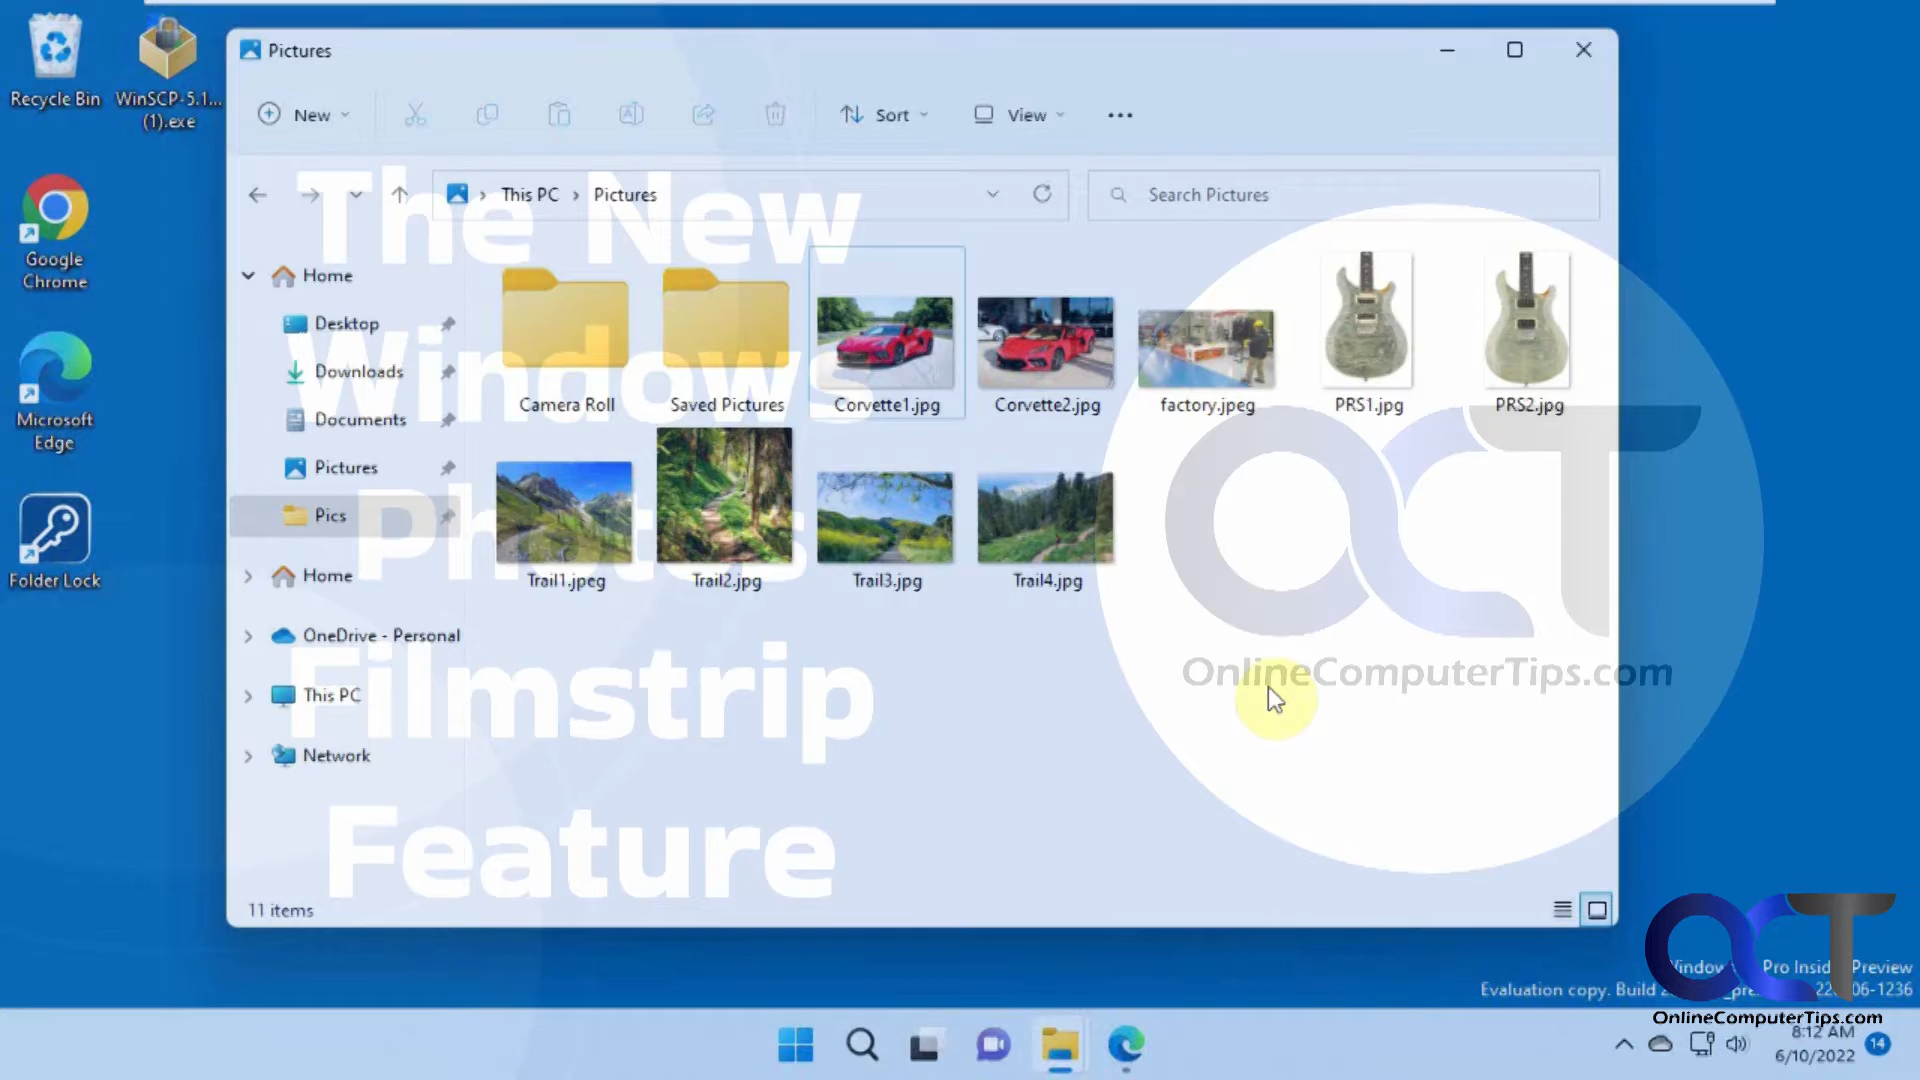 Pictures
Recycle Bin
WinSCP-5.1...
(1).exe
New
Sort
View
This PC
Pictures
Search Pictures
The New
Windows
Photos
Filmstrip
Feature
Google
Chrome
Microsoft
Edge
Folder Lock
Home
Desktop
Downloads
Documents
Pictures
Pics
Home
OneDrive - Personal
This PC
Network
Camera Roll
Saved Pictures
Corvette1.jpg
Corvette2.jpg
factory.jpeg
PRS1.jpg
PRS2.jpg
Trail1.jpeg
Trail2.jpg
Trail3.jpg
Trail4.jpg
OCT
OnlineComputerTips.com
11 items
OCT
Pro Preview
Evaluation copy. Build
OnlineComputerTips.com
8:12 AM
6/10/2022
14